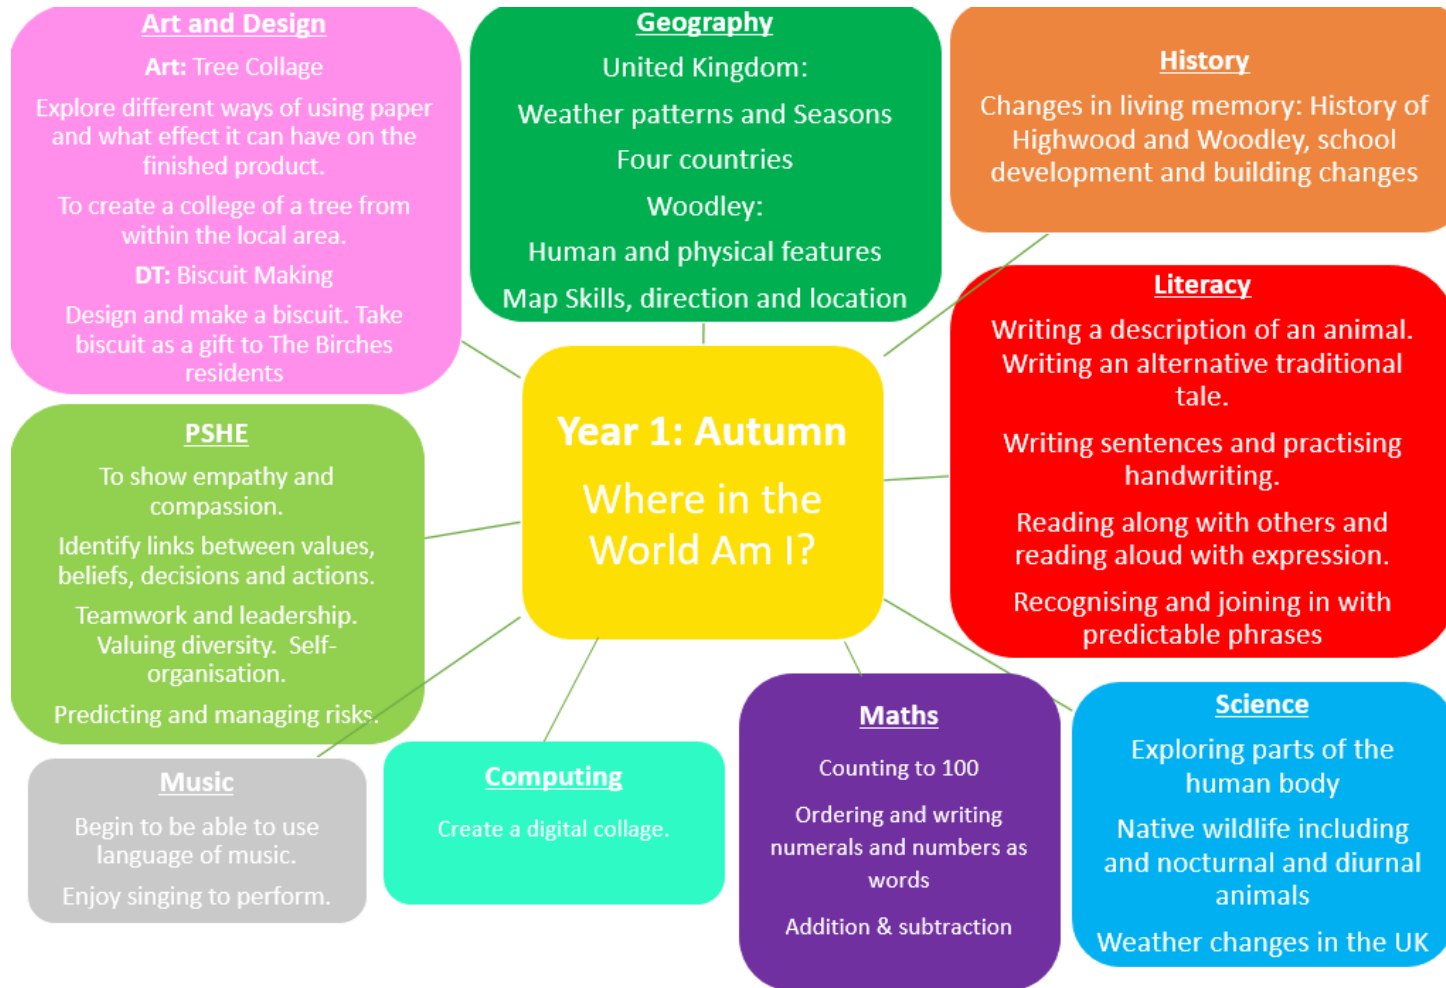 Art and Design
Art: Tree Collage
Explore different ways of using paper
and what effect it can have on the
finished product.
To create a college of a tree from
within the local area.
DT: Biscuit Making
Design and make a biscuit. Take
biscuit as a gift to The Birches
residents
Geography
United Kingdom:
Weather patterns and Seasons
Four countries
Woodley:
Human and physical features
Map Skills, direction and location
History
Changes in living memory: History of
Highwood and Woodley, school
development and building changes
Literacy
Writing a description of an animal.
Writing an alternative traditional
tale.
Writing sentences and practising
handwriting.
Reading along with others and
reading aloud with expression.
Recognising and joining in with
predictable phrases
Year 1: Autumn
Where in the
World Am I?
PSHE
To show empathy and
compassion.
Identify links between values,
beliefs, decisions and actions.
Teamwork and leadership.
Valuing diversity.  Self-
organisation.
Predicting and managing risks.
Music
Begin to be able to use
language of music.
Enjoy singing to perform.
Computing
Create a digital collage.
Maths
Counting to 100
Ordering and writing
numerals and numbers as
words
Addition & subtraction
Science
Exploring parts of the
human body
Native wildlife including
and nocturnal and diurnal
animals
Weather changes in the UK